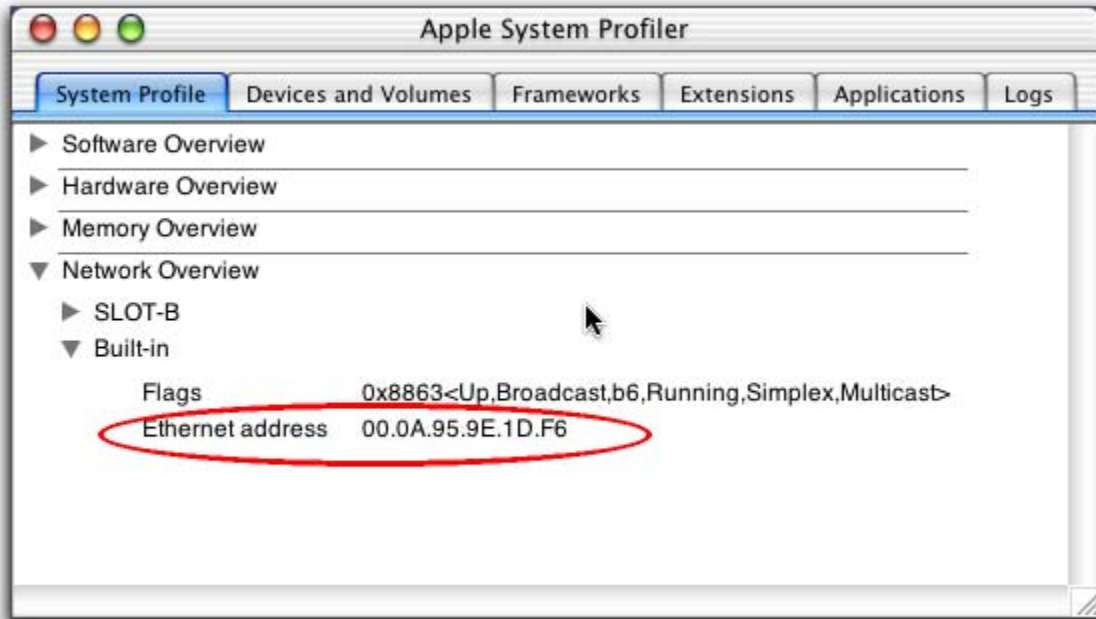 Apple System Profiler
System Profile Devices and Volumes Frameworks Extensions Applications Logs
Software Overview
Hardware Overview
Memory Overview
Network Overview
SLOT-B
Built-in
Flags 0x8863<Up,Broadcast,b6,Running,Simplex,Multicast>
Ethernet address 00.0A.95.9E.1D.F6